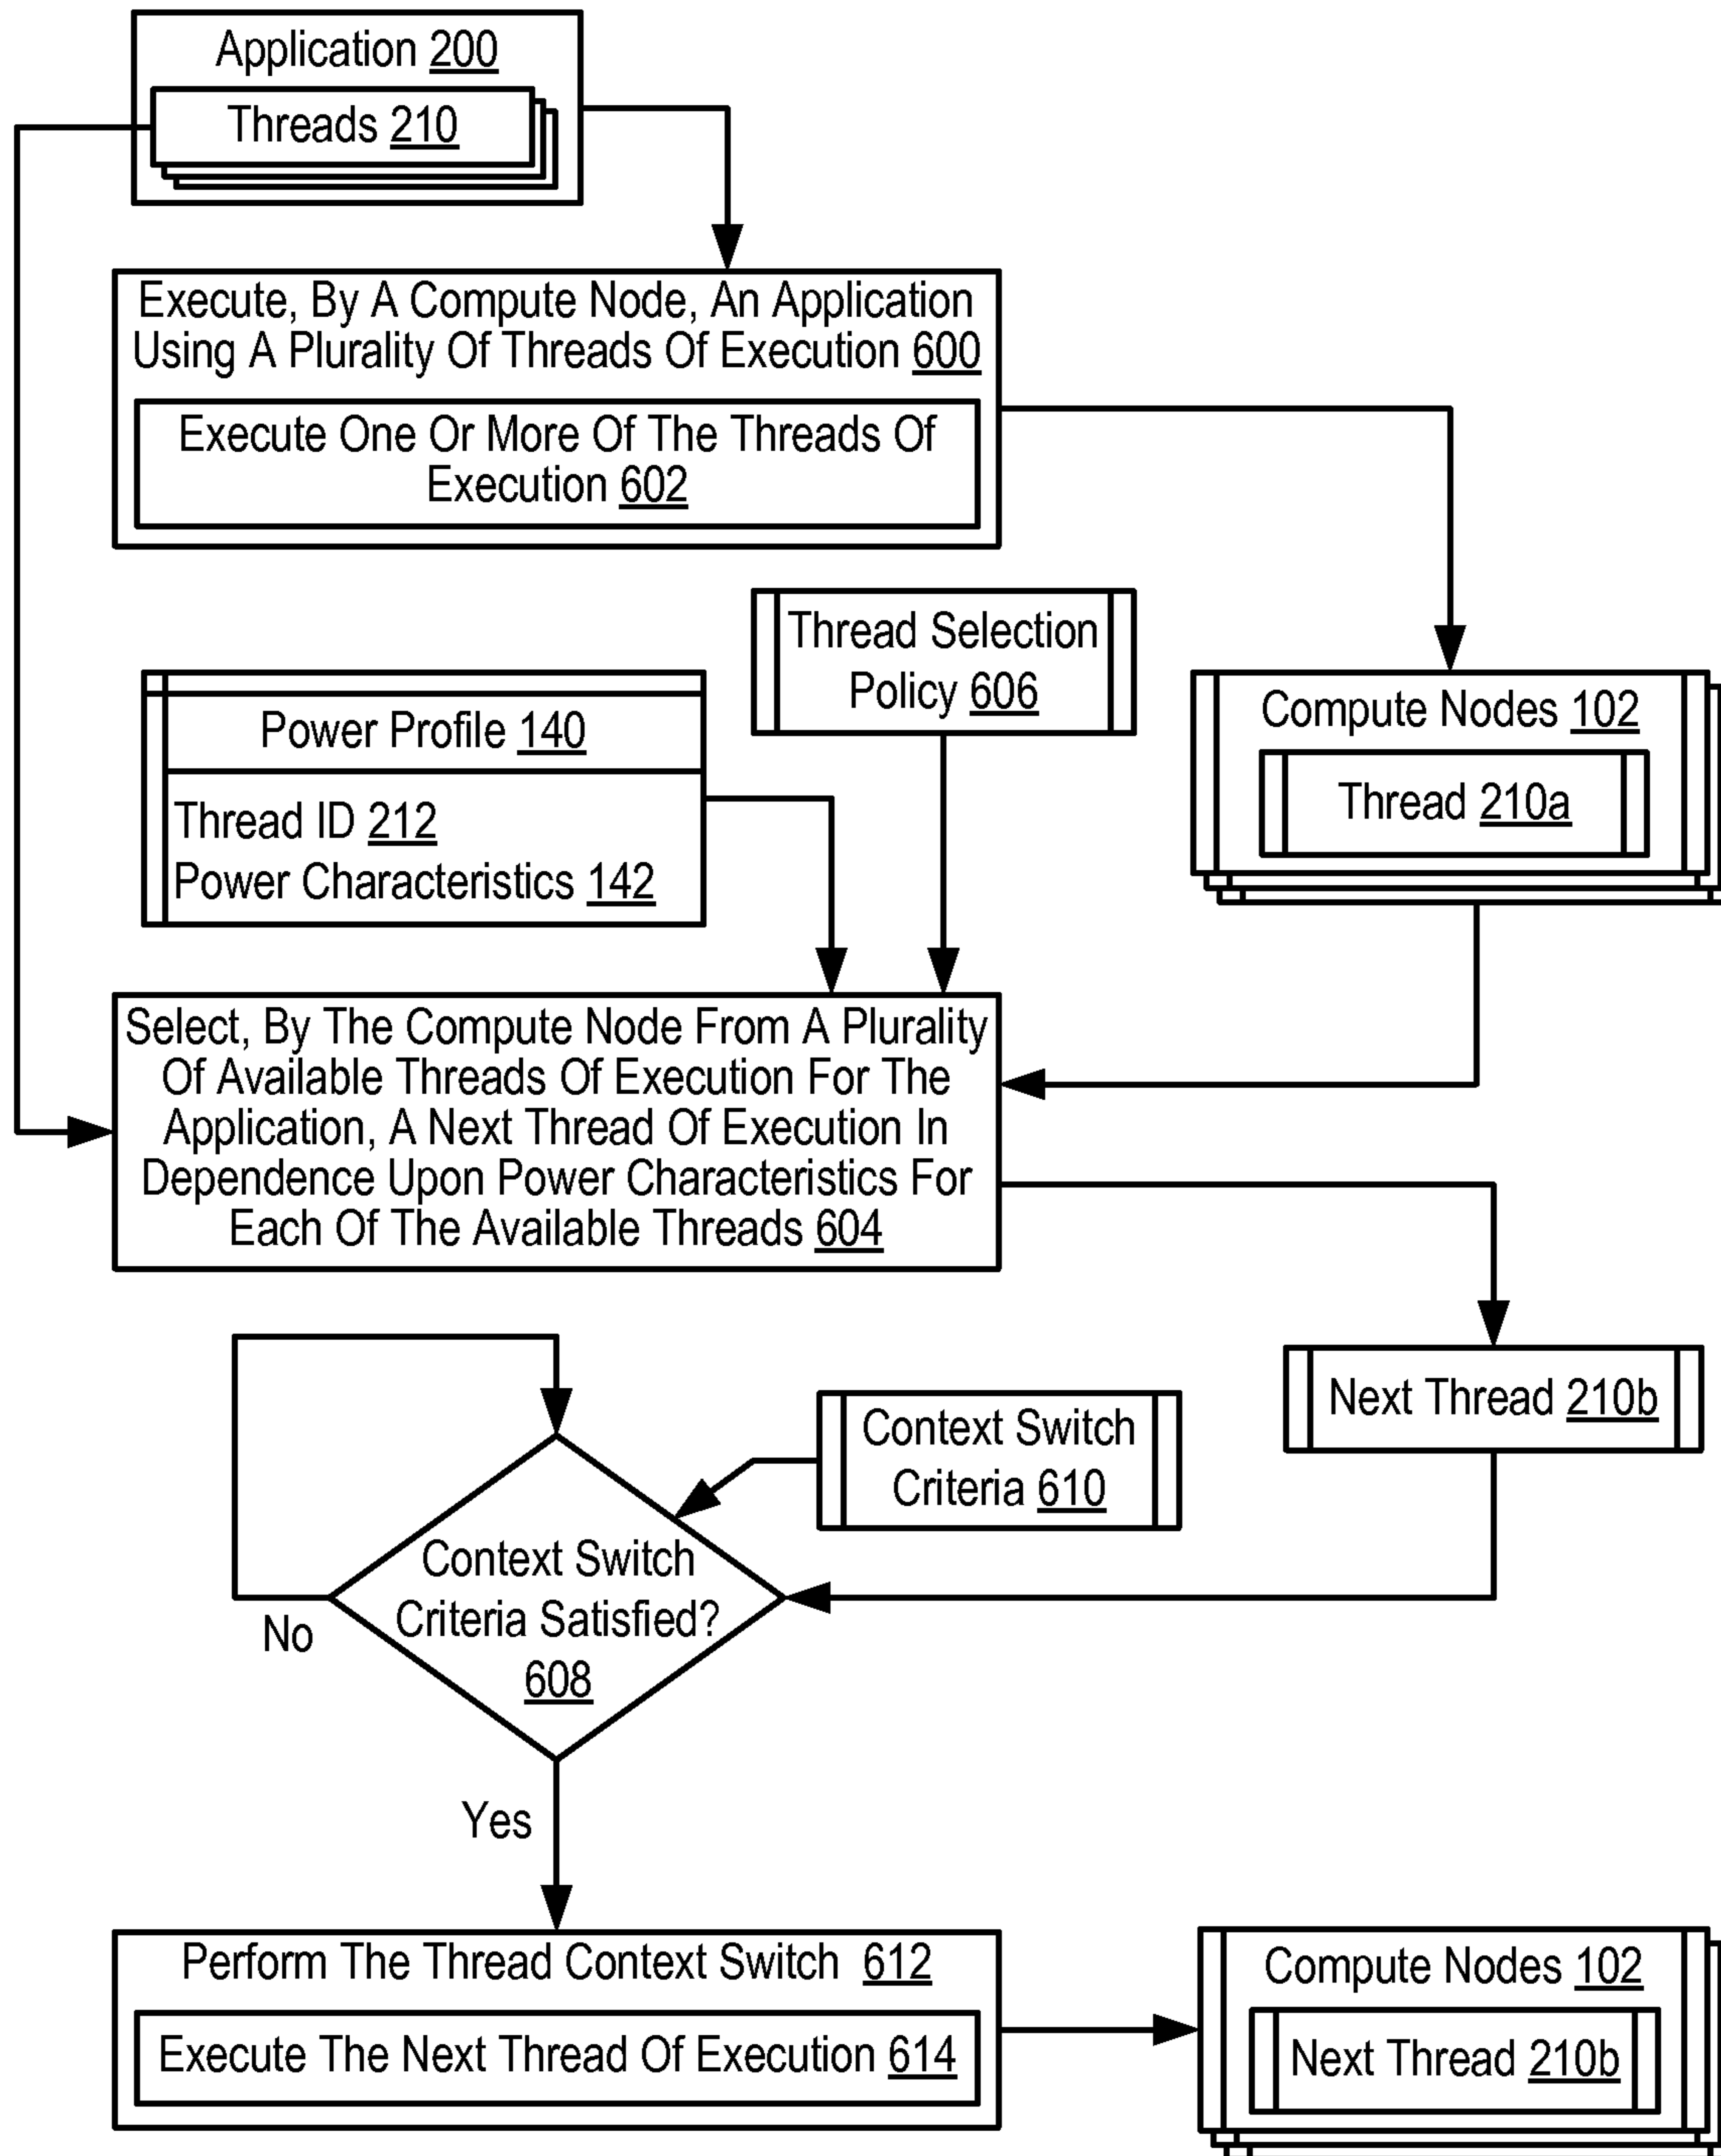 Application 200
Threads 210
Execute, By A Compute Node, An Application
Using A Plurality Of Threads Of Execution 600
Execute One Or More Of The Threads Of
Execution 602
Thread Selection
Policy 606
Power Profile 140
Thread ID 212
Power Characteristics 142
Compute Nodes 102
Thread 210a
Select, By The Compute Node From A Plurality
Of Available Threads Of Execution For The
Application, A Next Thread Of Execution In
Dependence Upon Power Characteristics For
Each Of The Available Threads 604
Next Thread 210b
Context Switch
Criteria 610
Context Switch
Criteria Satisfied?
608
No
Yes
Perform The Thread Context Switch 612
Execute The Next Thread Of Execution 614
Compute Nodes 102
Next Thread 210b